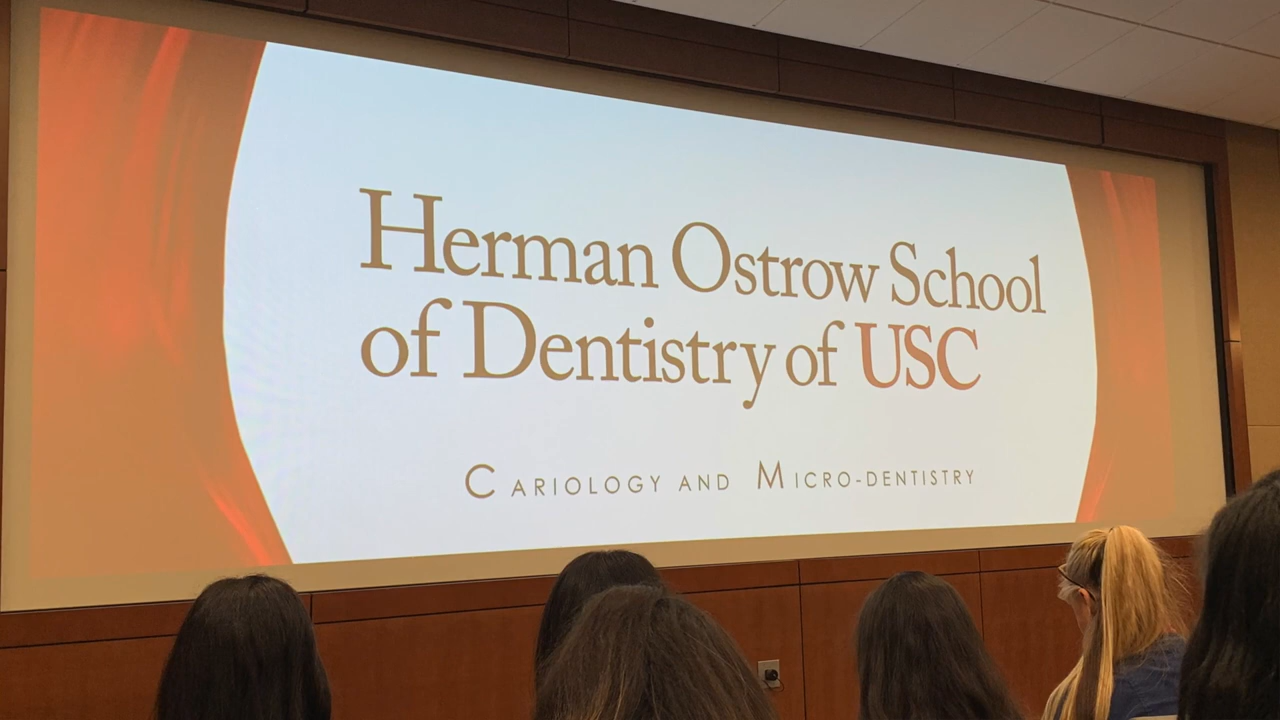 Herman Ostrow School
of Dentistry of USC
Cariology and Micro-dentistry